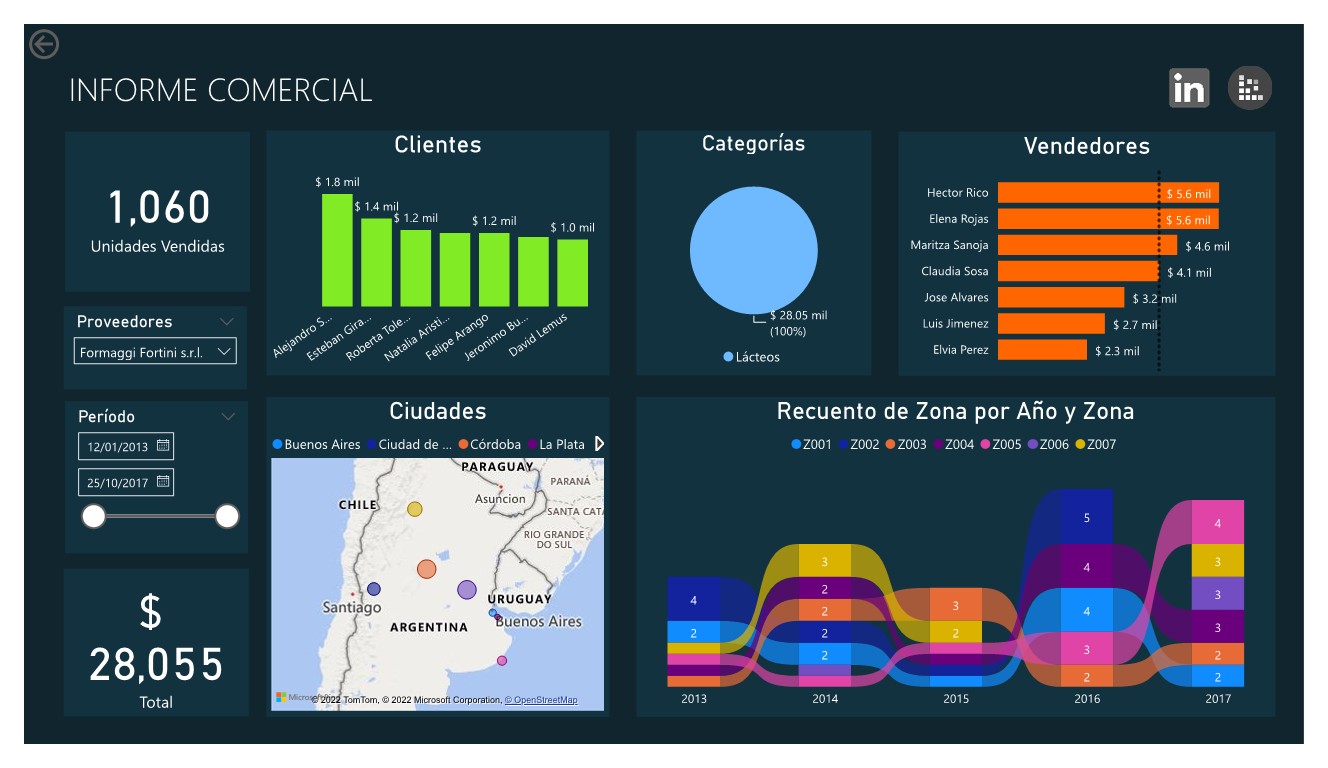 INFORME COMERCIAL
in
1,060
Unidades Vendidas
Proveedores
Formaggi Fortini s.r.l.
Período
12/01/2013
25/10/2017
$
28,055
Total
Clientes
$ 1.8 mil
$ 1.4 mil
$ 1.2 mil
$ 1.2 mil
$ 1.0 mil
Alejandro S...
Esteban Gira...
Roberta Tole...
Natalia Aristi...
Felipe Arango
Jeronimo Bu...
David Lemus
Categorías
$ 28.05 mil
(100%)
Lácteos
Vendedores
Hector Rico $ 5.6 mil
Elena Rojas $ 5.6 mil
Maritza Sanoja $ 4.6 mil
Claudia Sosa $ 4.1 mil
Jose Alvares $ 3.2 mil
Luis Jimenez $ 2.7 mil
Elvia Perez $ 2.3 mil
Ciudades
Buenos Aires Ciudad de ... Córdoba La Plata
PARAGUAY
PARANÁ
Asuncion
CHILE
SANTA CAT
RIO GRANDE
DO SUL
URUGUAY
Santiago
Buenos Aires
ARGENTINA
© 2022 TomTom, © 2022 Microsoft Corporation, © OpenStreetMap
Recuento de Zona por Año y Zona
Z001 Z002 Z003 Z004 Z005 Z006 Z007
4
2
3
2
2
2
2
3
2
5
4
4
3
2
4
3
3
3
2
2
2013 2014 2015 2016 2017